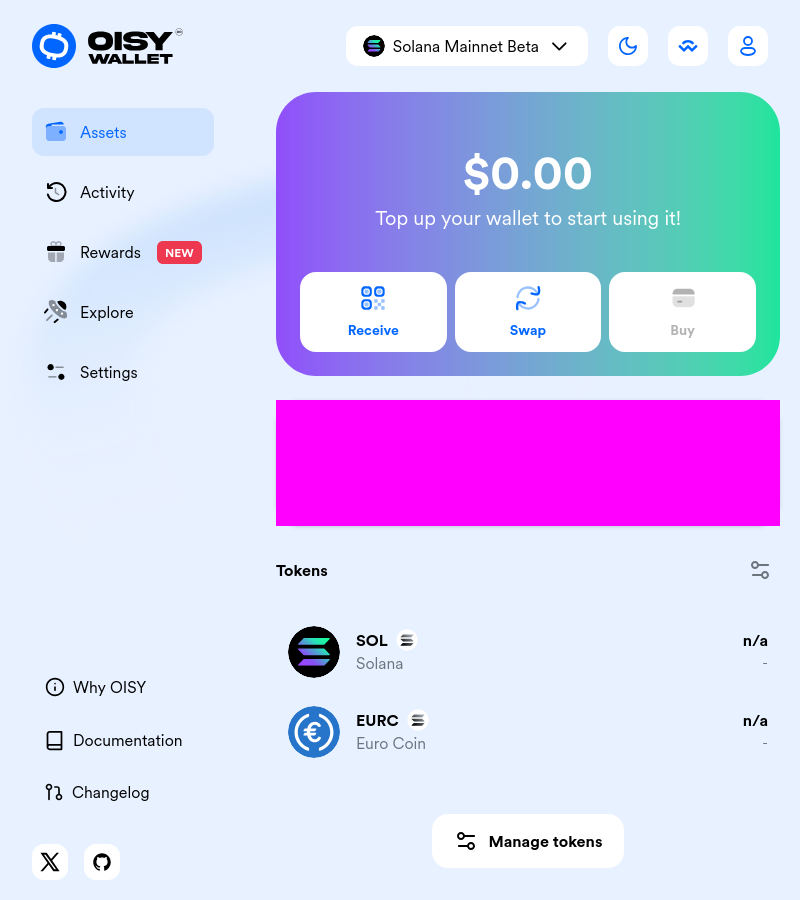 OISY
WALLET
Solana Mainnet Beta
Assets
Activity
Rewards NEW
Explore
Settings
$0.00
Top up your wallet to start using it!
Receive
Swap
Buy
Tokens
SOL
n/a
Solana
-
EURC
n/a
Euro Coin
-
Why OISY
Documentation
Changelog
Manage tokens